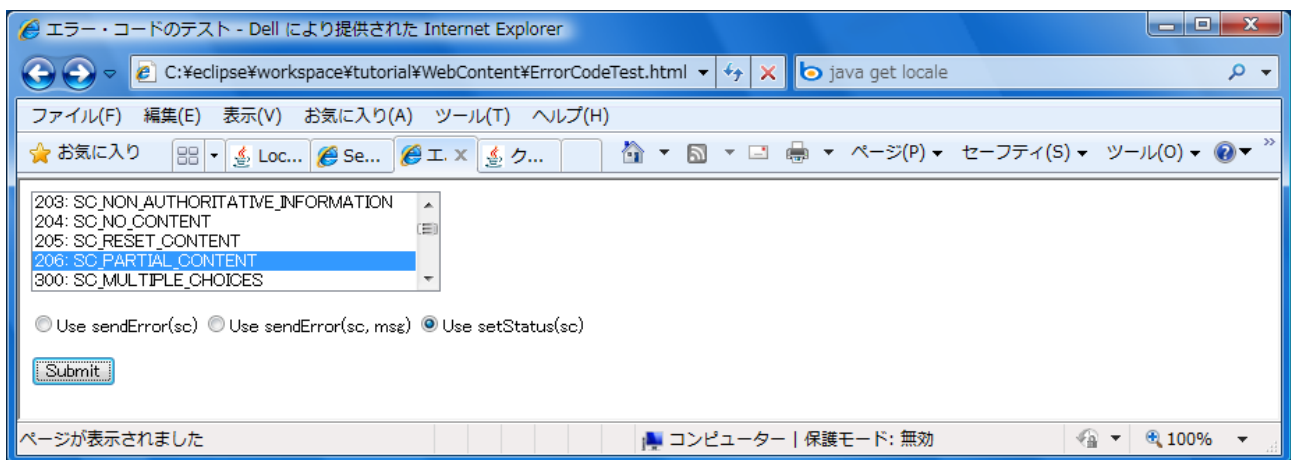 エラー・コードのテスト - Dell により提供された Internet Explorer
C:¥eclipse¥workspace¥tutorial¥WebContent¥ErrorCodeTest.html java get locale
ファイル(F) 編集(E) 表示(V) お気に入り(A) ツール(T) ヘルプ(H)
お気に入り Loc... Se... エ. X ク... ページ(P) セーフティ(S) ツール(O) »
203: SC_NON_AUTHORITATIVE_INFORMATION
204: SC_NO_CONTENT
205: SC_RESET_CONTENT
206: SC_PARTIAL_CONTENT
300: SC_MULTIPLE_CHOICES
Use sendError(sc) Use sendError(sc, msg) Use setStatus(sc)
Submit
ページが表示されました コンピューター | 保護モード: 無効 100%